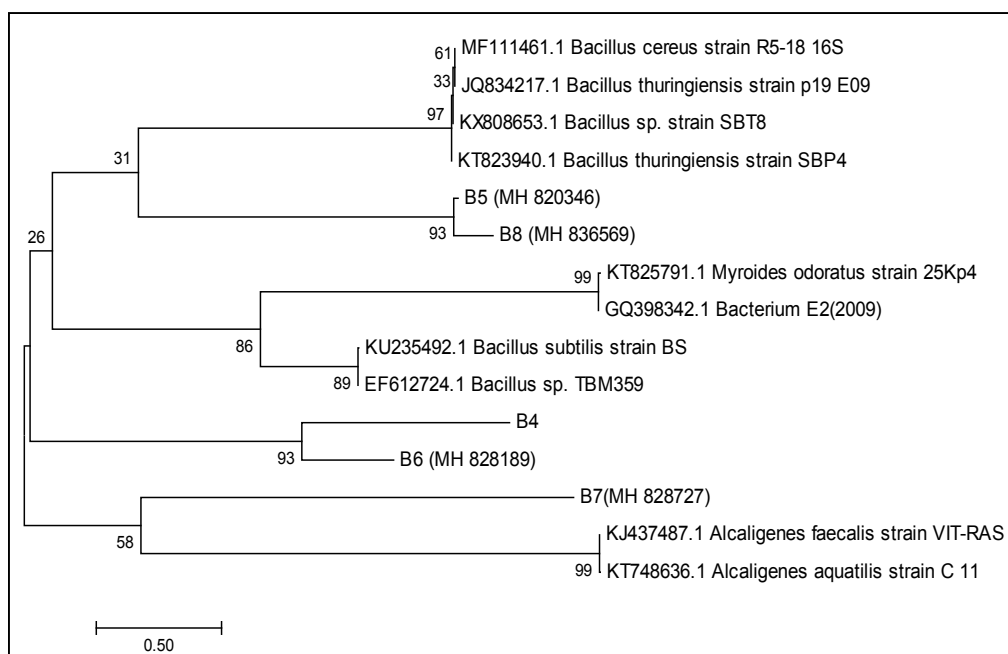 61
MF111461.1 Bacillus cereus strain R5-18 16S
33
JQ834217.1 Bacillus thuringiensis strain p19 E09
97
KX808653.1 Bacillus sp. strain SBT8
KT823940.1 Bacillus thuringiensis strain SBP4
31
B5 (MH 820346)
93
B8 (MH 836569)
26
KT825791.1 Myroides odoratus strain 25Kp4
99
GQ398342.1 Bacterium E2(2009)
86
KU235492.1 Bacillus subtilis strain BS
89
EF612724.1 Bacillus sp. TBM359
B4
93
B6 (MH 828189)
B7(MH 828727)
58
KJ437487.1 Alcaligenes faecalis strain VIT-RAS
99
KT748636.1 Alcaligenes aquatilis strain C 11
0.50